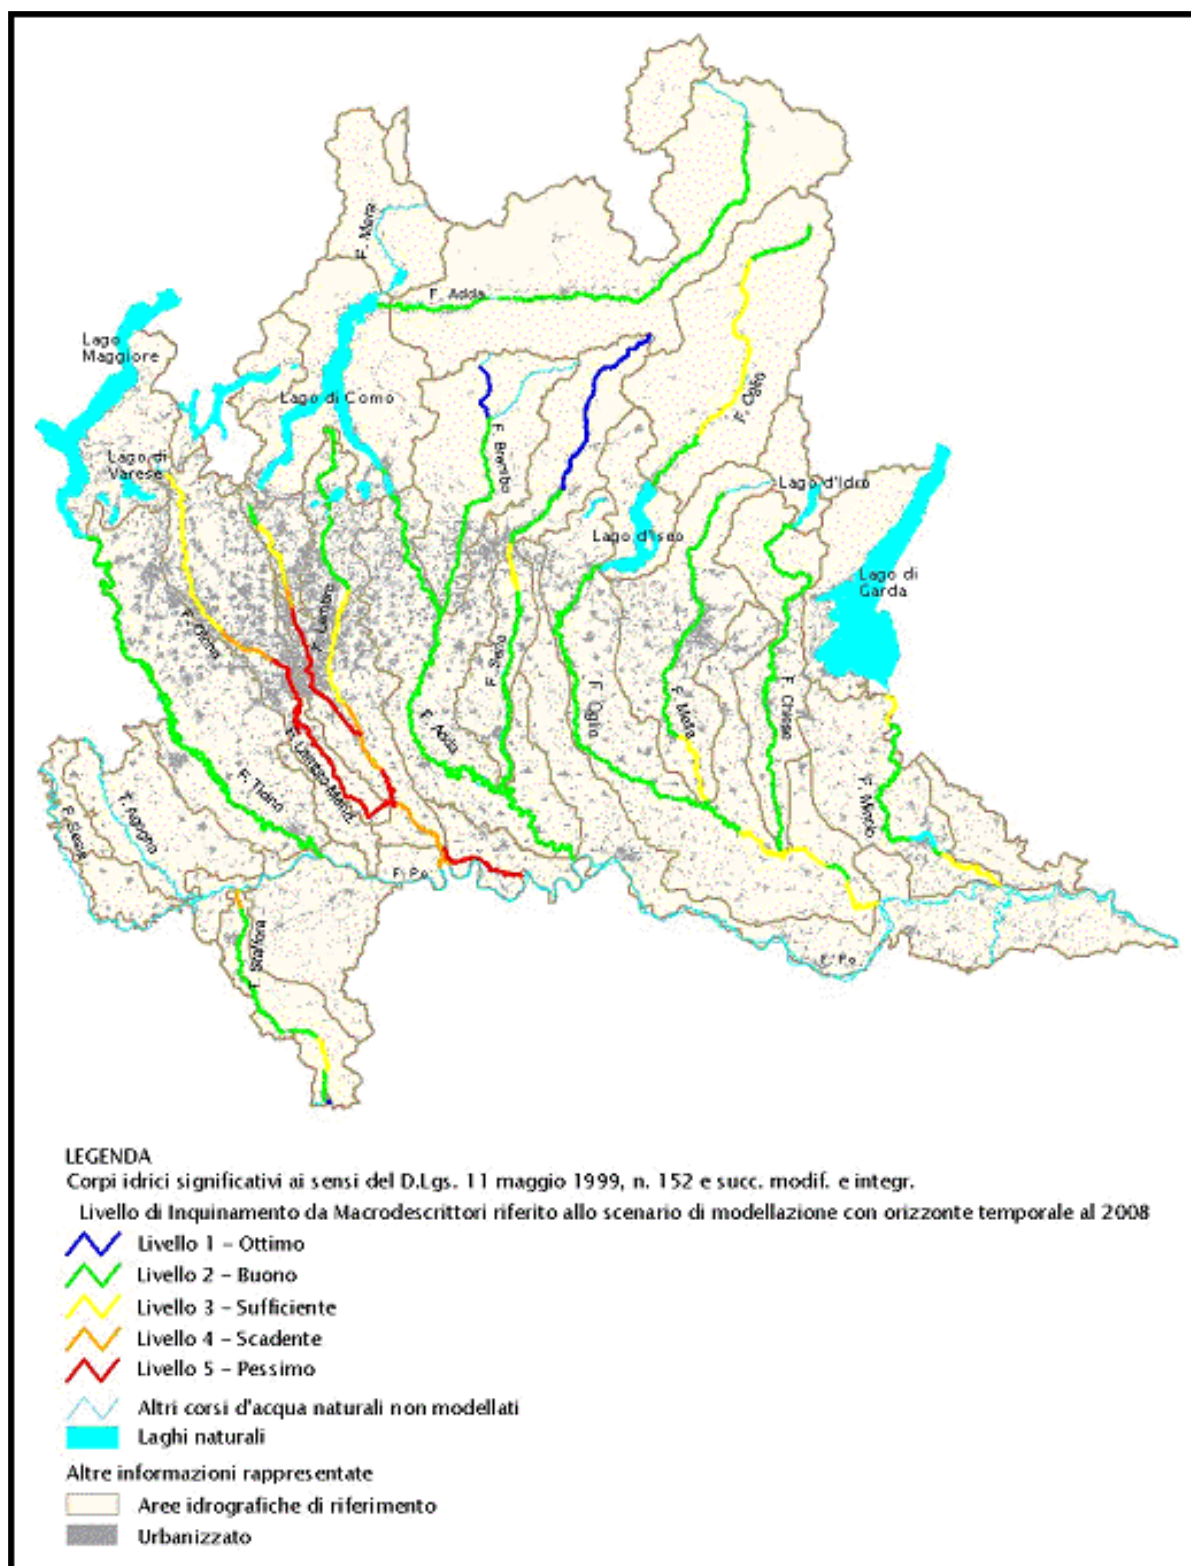 F. Mera
F. Adda
Lago
Maggiore
Lago di Como
F. Oglio
F. Brembo
Lago di
Varese
Lago d'Idro
Lago d'Iseo
Lago di
Garda
F. Olona
F. Lambro
F. Serio
F. Oglio
F. Mella
F. Chiese
F. Adda
F. Mincio
F. Ticino
F. Lambro Merid.
T. Agogna
F. Sesia
F. Po
F. Staffora
F. Po
LEGENDA
Corpi idrici significativi ai sensi del D.Lgs. 11 maggio 1999, n. 152 e succ. modif. e integr.
Livello di Inquinamento da Macrodescrittori riferito allo scenario di modellazione con orizzonte temporale al 2008
Livello 1 – Ottimo
Livello 2 – Buono
Livello 3 – Sufficiente
Livello 4 – Scadente
Livello 5 – Pessimo
Altri corsi d'acqua naturali non modellati
Laghi naturali
Altre informazioni rappresentate
Aree idrografiche di riferimento
Urbanizzato